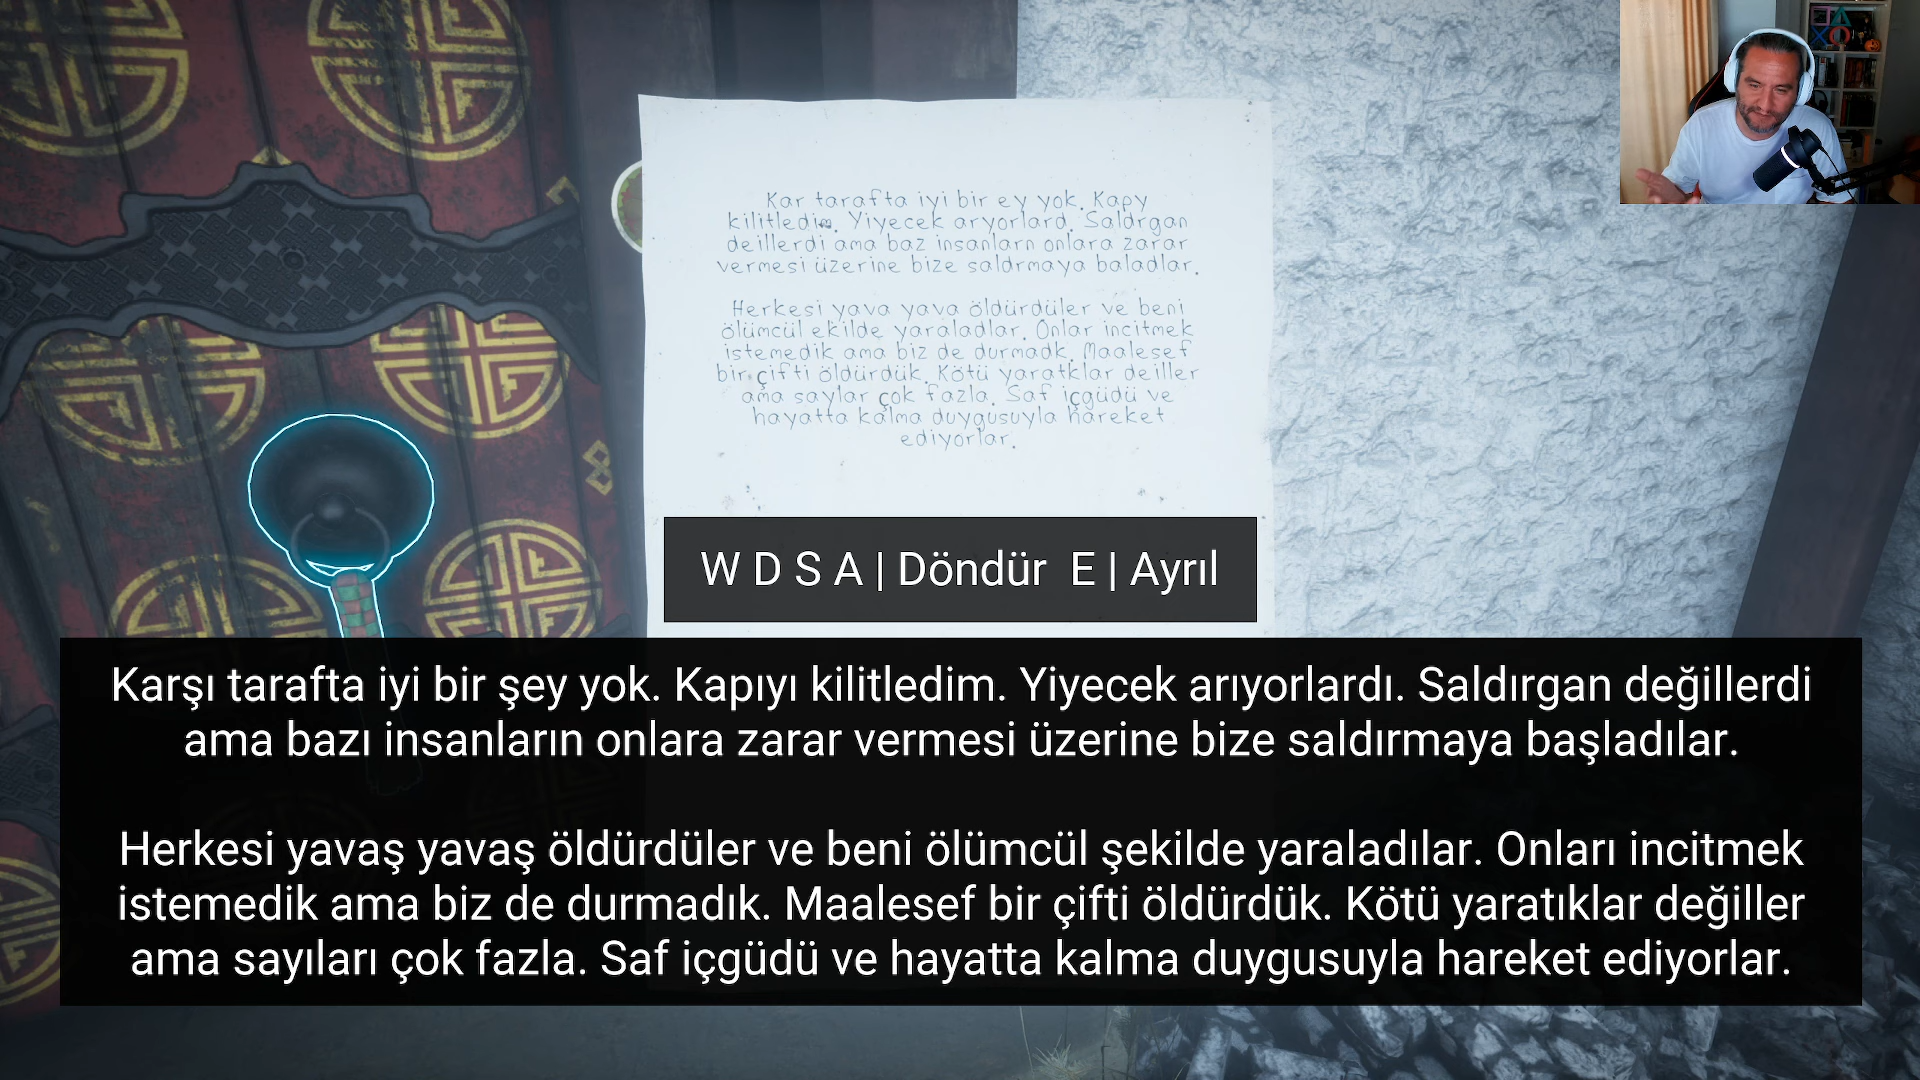 Kar tarafta iyi bir ey yok. Kapy
kilitledim. Yiyecek aryorlard. Saldrgan
deillerdi ama baz insanlarn onlara zarar
vermesi üzerine bize saldrmaya baladlar.
Herkesi yava yava öldürdüler ve beni
ölümcül ekilde yaraladlar. Onlar incitmek
istemedik ama biz de durmadk. Maalesef
bir çifti öldürdük. Kötü yaratklar deiller
ama saylar çok fazla. Saf içgüdü ve
hayatta kalma duygusuyla hareket
ediyorlar.
W D S A | Döndür E | Ayrıl
Karşı tarafta iyi bir şey yok. Kapıyı kilitledim. Yiyecek arıyorlardı. Saldırgan değillerdi
ama bazı insanların onlara zarar vermesi üzerine bize saldırmaya başladılar.
Herkesi yavaş yavaş öldürdüler ve beni ölümcül şekilde yaraladılar. Onları incitmek
istemedik ama biz de durmadık. Maalesef bir çifti öldürdük. Kötü yaratıklar değiller
ama sayıları çok fazla. Saf içgüdü ve hayatta kalma duygusuyla hareket ediyorlar.